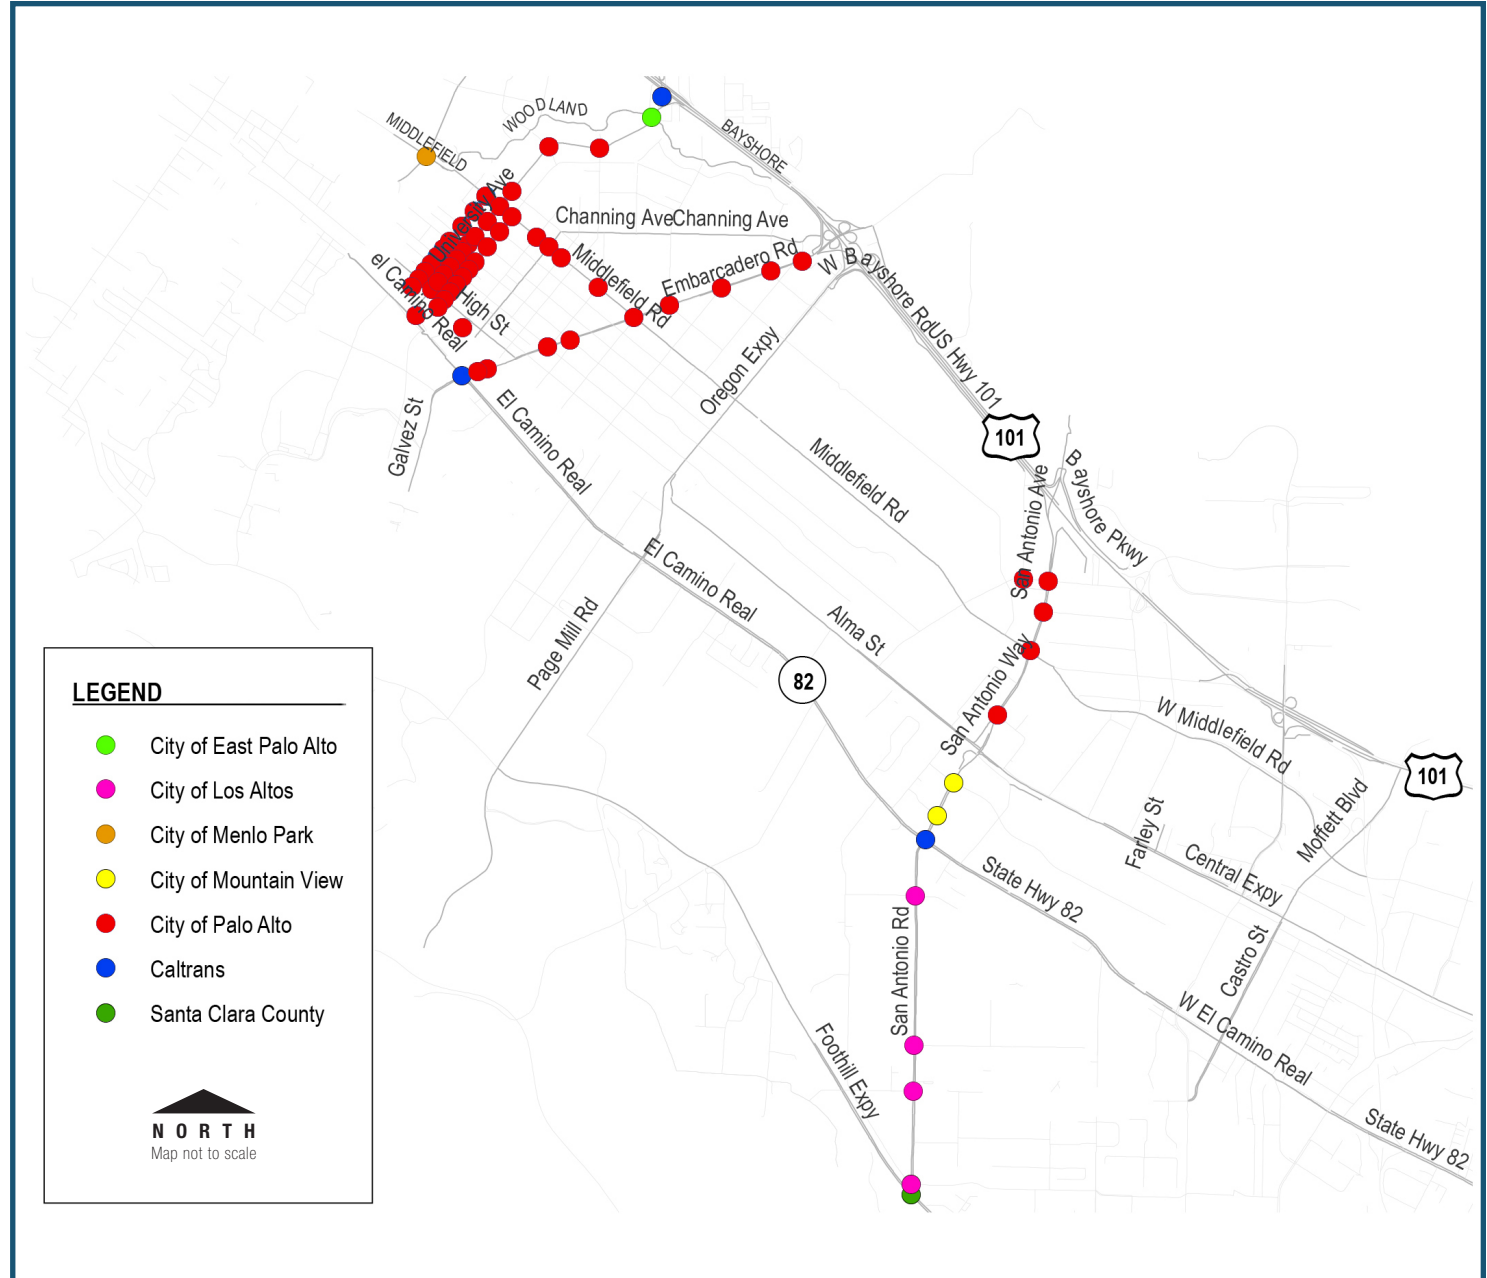 WOODLAND
MIDDLEFIELD
BAYSHORE
University Ave
Channing Ave
Channing Ave
el Camino Real
High St
Middlefield Rd
Embarcadero Rd
W Bayshore Rd
US Hwy 101
Oregon Expy
Galvez St
El Camino Real
101
Middlefield Rd
San Antonio Ave
Bayshore Pkwy
El Camino Real
Page Mill Rd
Alma St
82
San Antonio Way
W Middlefield Rd
101
Moffett Blvd
Farley St
Central Expy
State Hwy 82
San Antonio Rd
Castro St
W El Camino Real
Foothill Expy
State Hwy 82
LEGEND
City of East Palo Alto
City of Los Altos
City of Menlo Park
City of Mountain View
City of Palo Alto
Caltrans
Santa Clara County
NORTH
Map not to scale